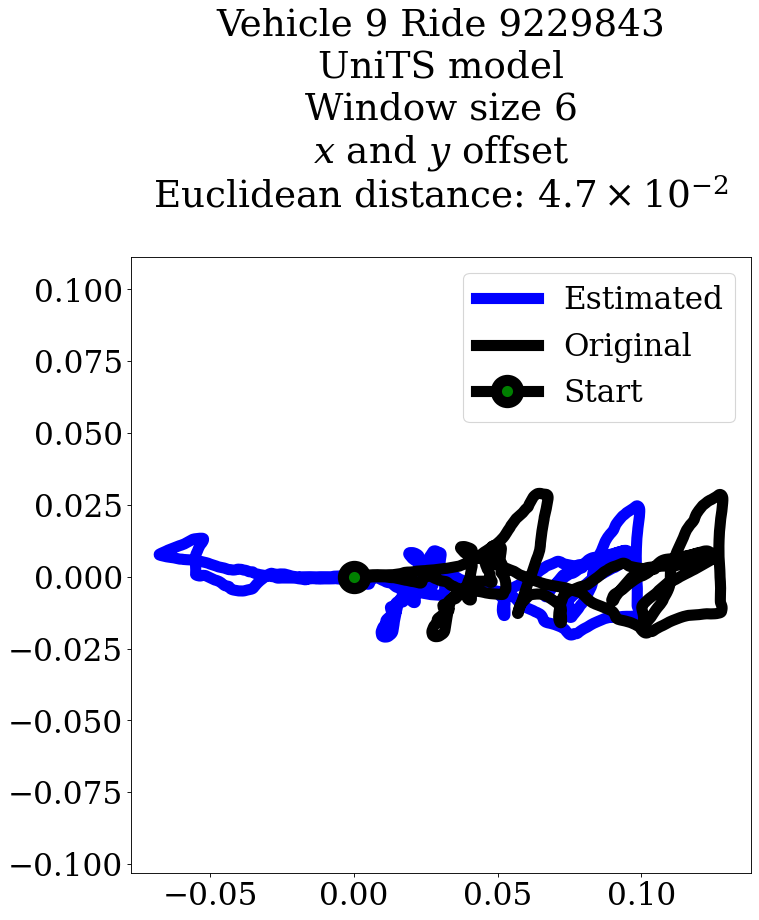 Vehicle 9 Ride 9229843
UniTS model
Window size 6
x and y offset
Euclidean distance: 4.7 × 10⁻²
Estimated
Original
Start
0.100
0.075
0.050
0.025
0.000
−0.025
−0.050
−0.075
−0.100
−0.05 0.00 0.05 0.10